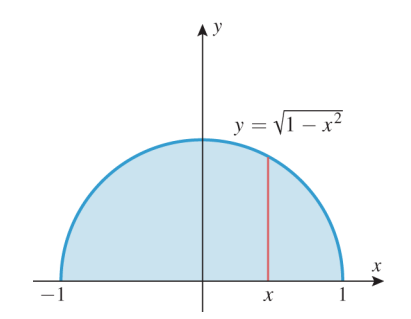 y
y = √1 − x²
x
−1
x
1